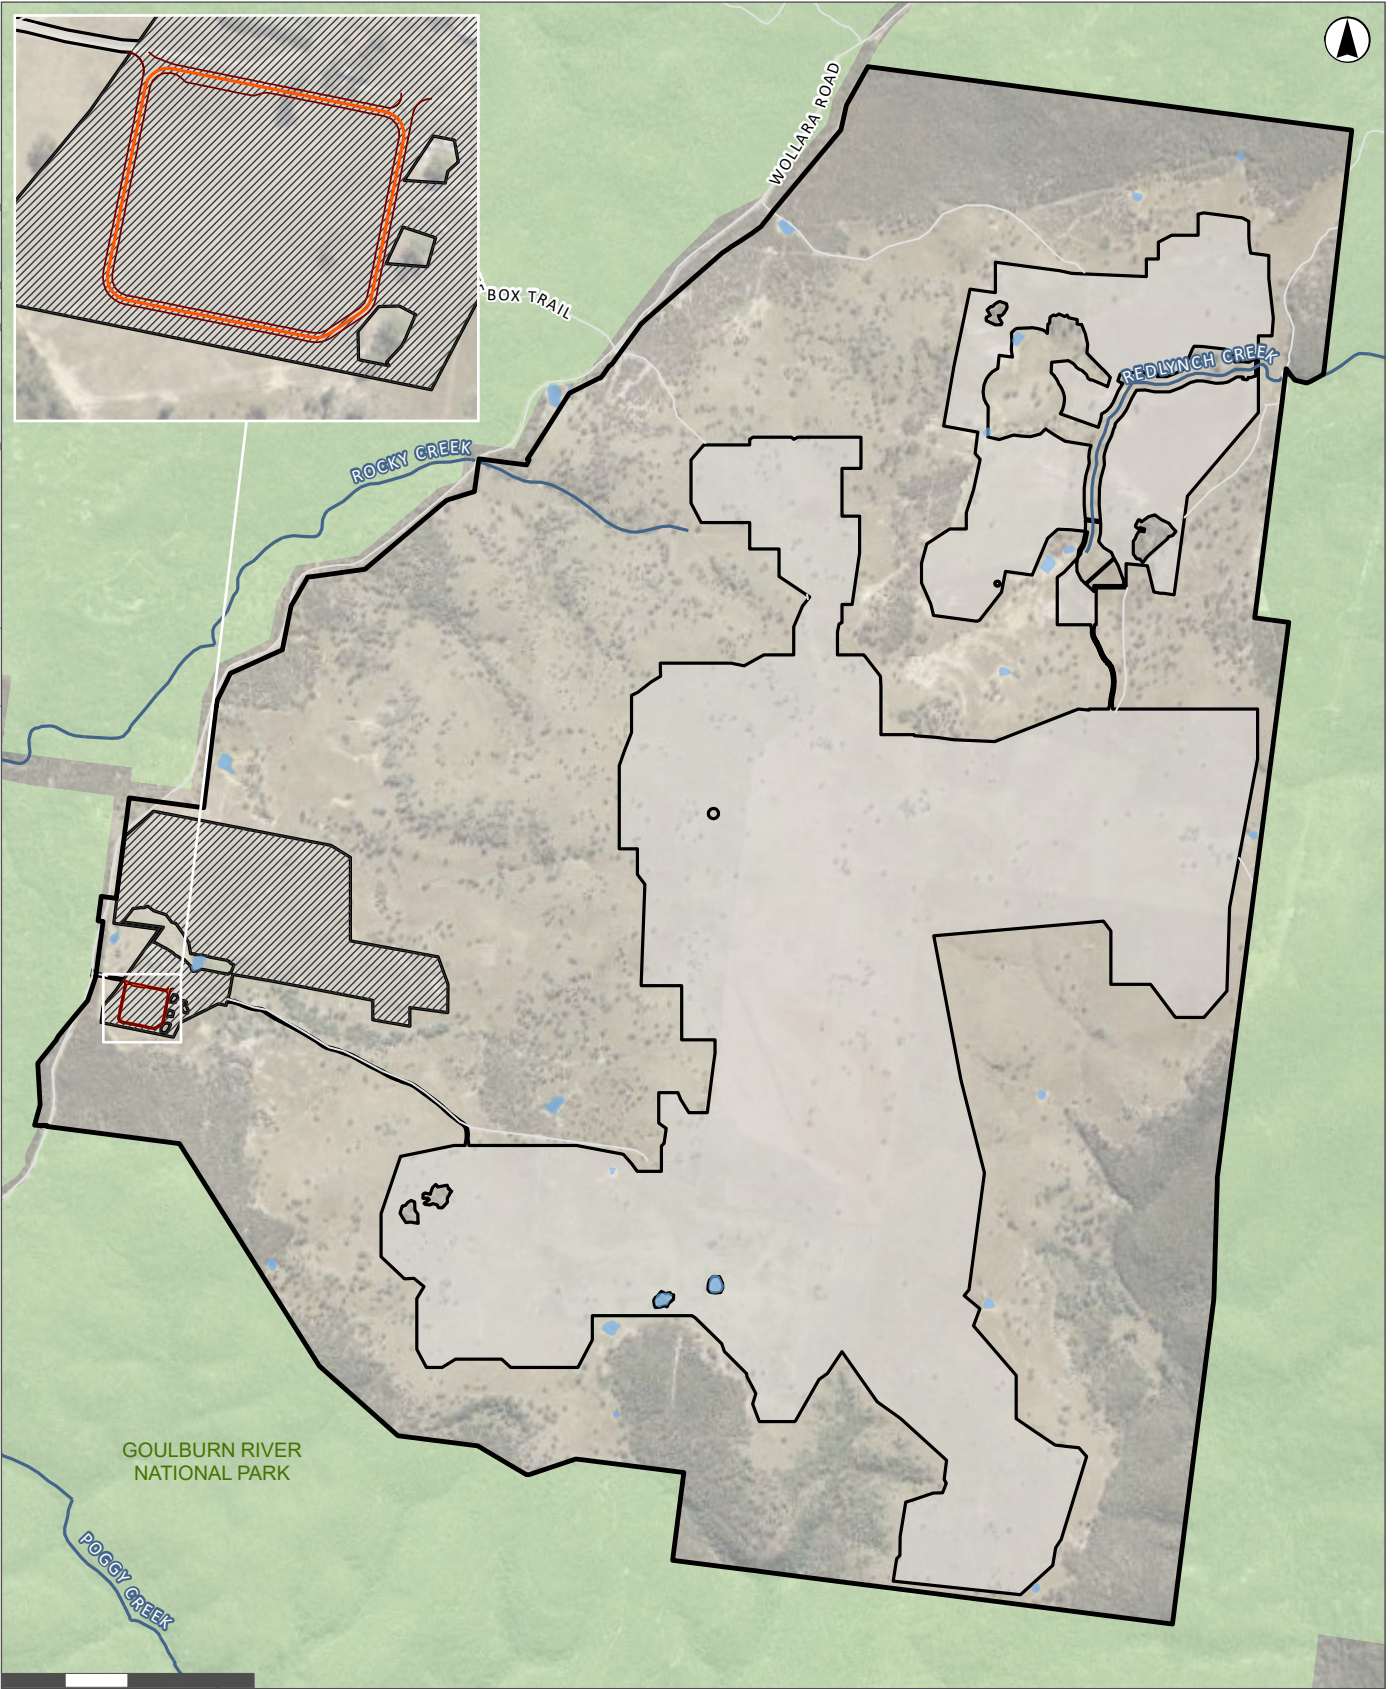 WOLLARA ROAD
BOX TRAIL
REDLYNCH CREEK
ROCKY CREEK
GOULBURN RIVER
NATIONAL PARK
POGGY CREEK